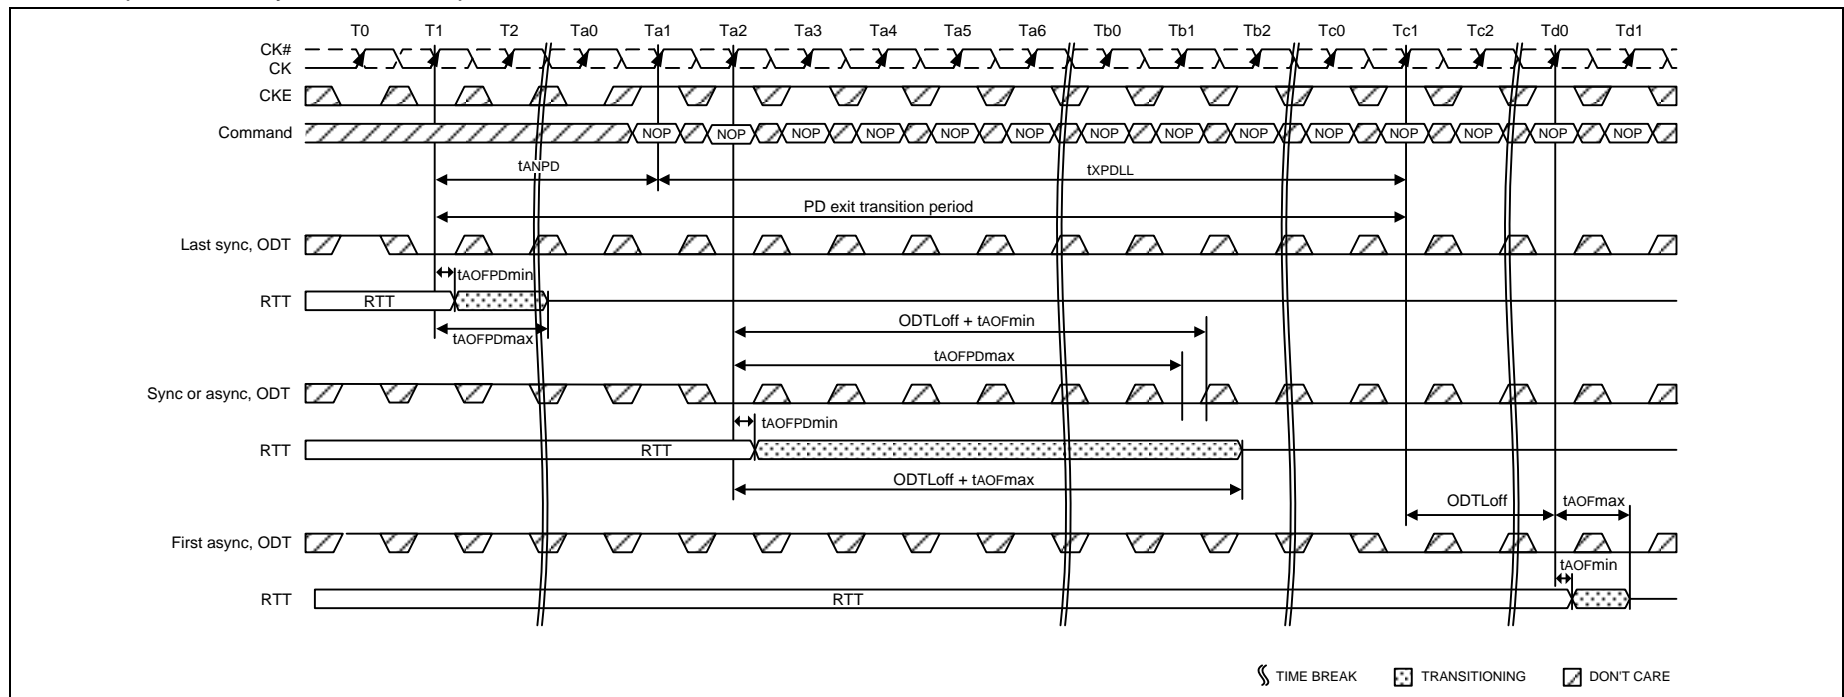 T0 T1 T2 Ta0 Ta1 Ta2 Ta3 Ta4 Ta5 Ta6 Tb0 Tb1 Tb2 Tc0 Tc1 Tc2 Td0 Td1
CK#
CK
CKE
Command NOP NOP NOP NOP NOP NOP NOP NOP NOP NOP NOP NOP NOP NOP
tANPD tXPDLL
PD exit transition period
Last sync, ODT
tAOFPDmin
RTT RTT
tAOFPDmax
ODTLoff + tAOFmin
tAOFPDmax
Sync or async, ODT
tAOFPDmin
RTT RTT
ODTLoff + tAOFmax
ODTLoff tAOFmax
First async, ODT
tAOFmin
RTT RTT
TIME BREAK TRANSITIONING DON'T CARE